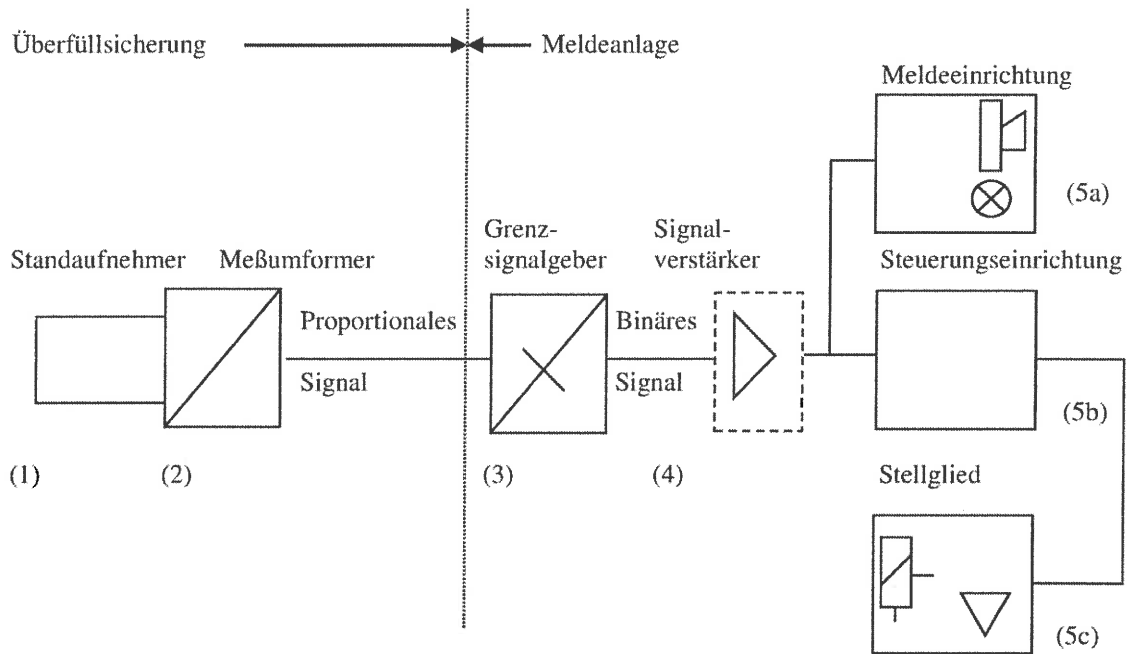 Überfüllsicherung
Meldeanlage
Meldeeinrichtung
(5a)
Grenz-
signalgeber
Signal-
verstärker
Standaufnehmer
Meßumformer
Steuerungseinrichtung
Proportionales
Signal
Binäres
Signal
(5b)
(1)
(2)
(3)
(4)
Stellglied
(5c)